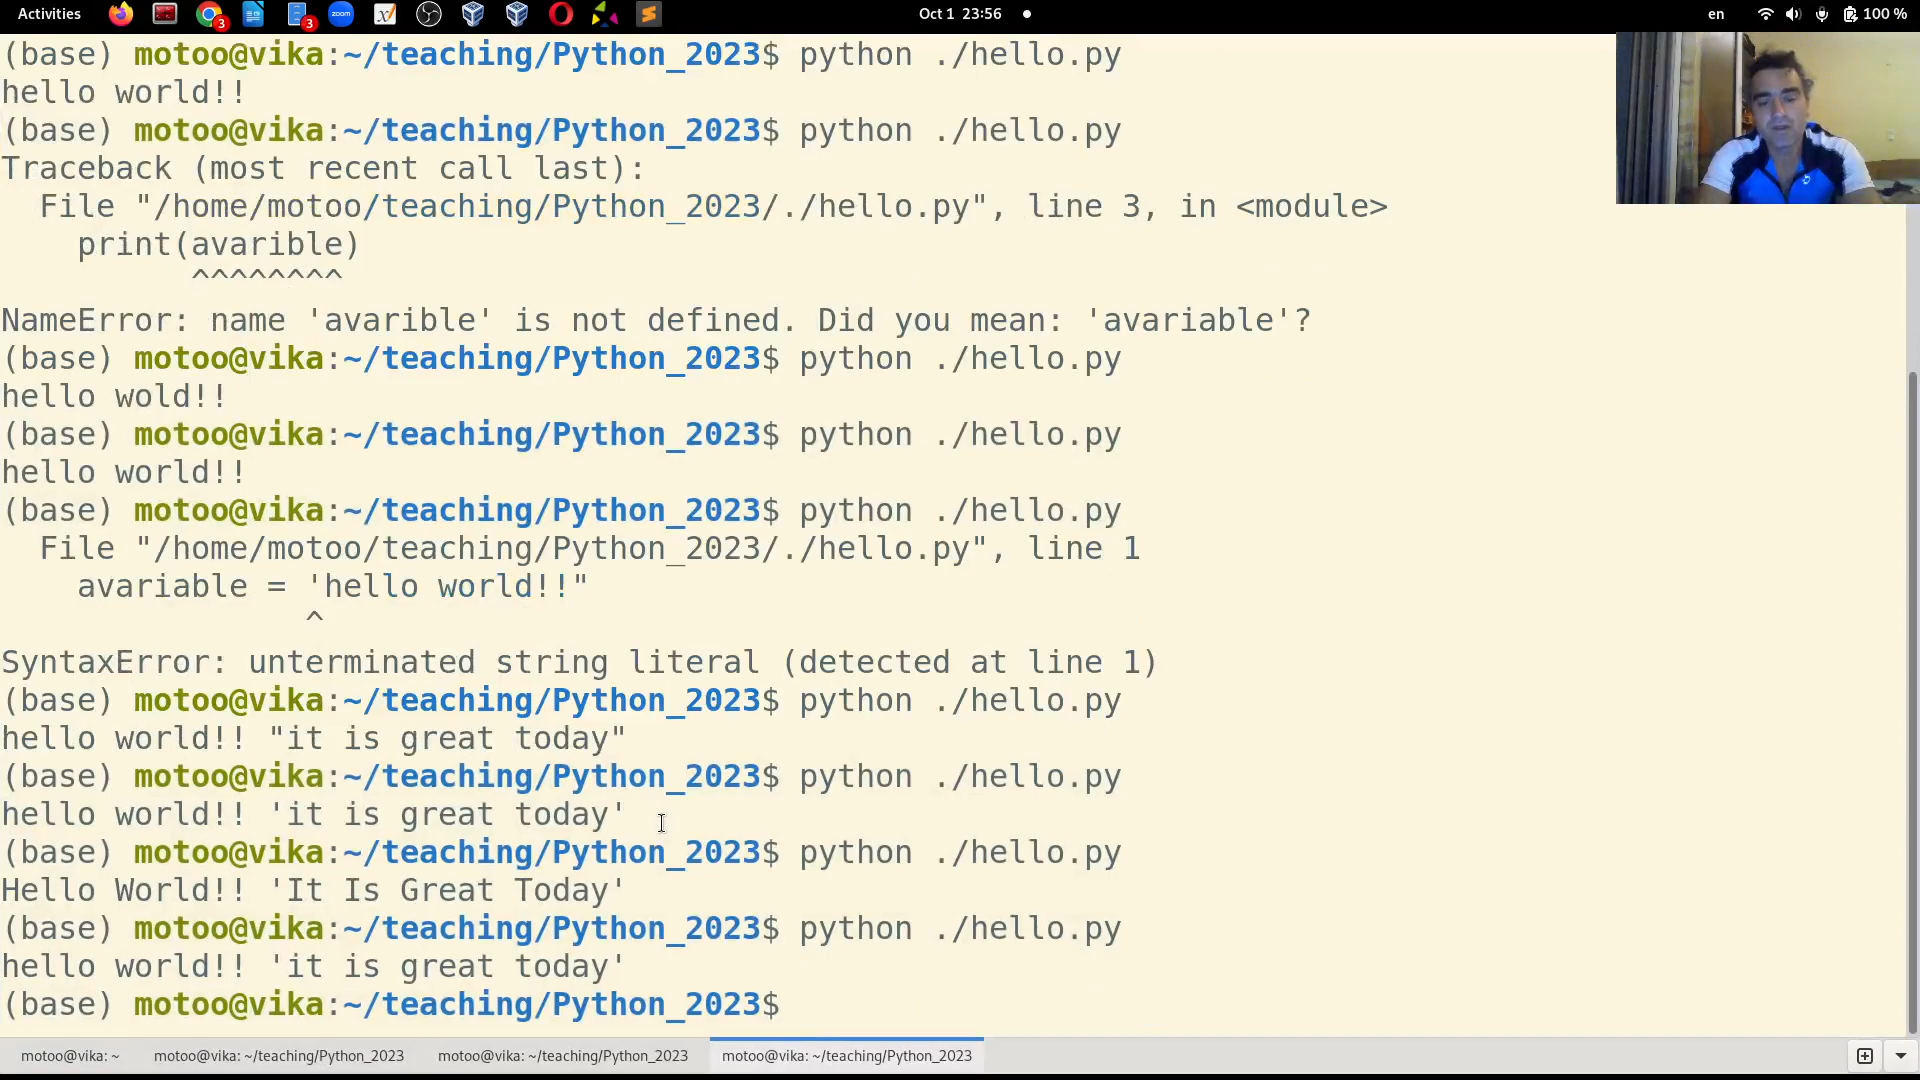 Activities
3
3
zoom
Oct 1 23:56
en
100 %
(base) motoo@vika:~/teaching/Python_2023$ python ./hello.py
hello world!!
(base) motoo@vika:~/teaching/Python_2023$ python ./hello.py
Traceback (most recent call last):
  File "/home/motoo/teaching/Python_2023/./hello.py", line 3, in <module>
    print(avarible)
          ^^^^^^^^
NameError: name 'avarible' is not defined. Did you mean: 'avariable'?
(base) motoo@vika:~/teaching/Python_2023$ python ./hello.py
hello wold!!
(base) motoo@vika:~/teaching/Python_2023$ python ./hello.py
hello world!!
(base) motoo@vika:~/teaching/Python_2023$ python ./hello.py
  File "/home/motoo/teaching/Python_2023/./hello.py", line 1
    avariable = 'hello world!!"
                ^
SyntaxError: unterminated string literal (detected at line 1)
(base) motoo@vika:~/teaching/Python_2023$ python ./hello.py
hello world!! "it is great today"
(base) motoo@vika:~/teaching/Python_2023$ python ./hello.py
hello world!! 'it is great today'
(base) motoo@vika:~/teaching/Python_2023$ python ./hello.py
Hello World!! 'It Is Great Today'
(base) motoo@vika:~/teaching/Python_2023$ python ./hello.py
hello world!! 'it is great today'
(base) motoo@vika:~/teaching/Python_2023$
motoo@vika: ~
motoo@vika: ~/teaching/Python_2023
motoo@vika: ~/teaching/Python_2023
motoo@vika: ~/teaching/Python_2023